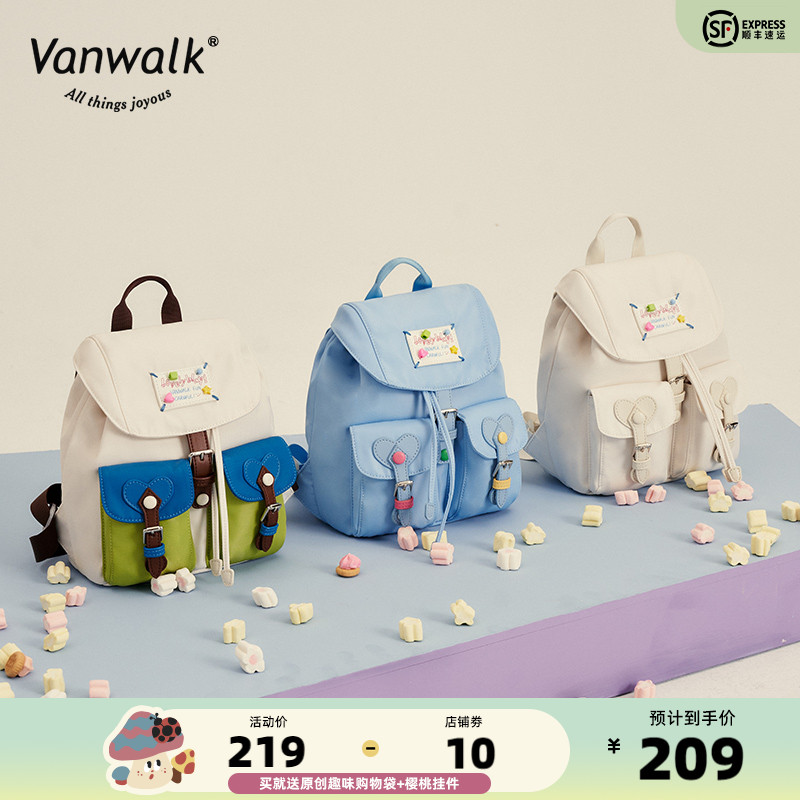 Vanwalk®
All things joyous
SF EXPRESS
顺丰速运
活动价
219
-
店铺券
10
预计到手价
¥ 209
买就送原创趣味购物袋+樱桃挂件